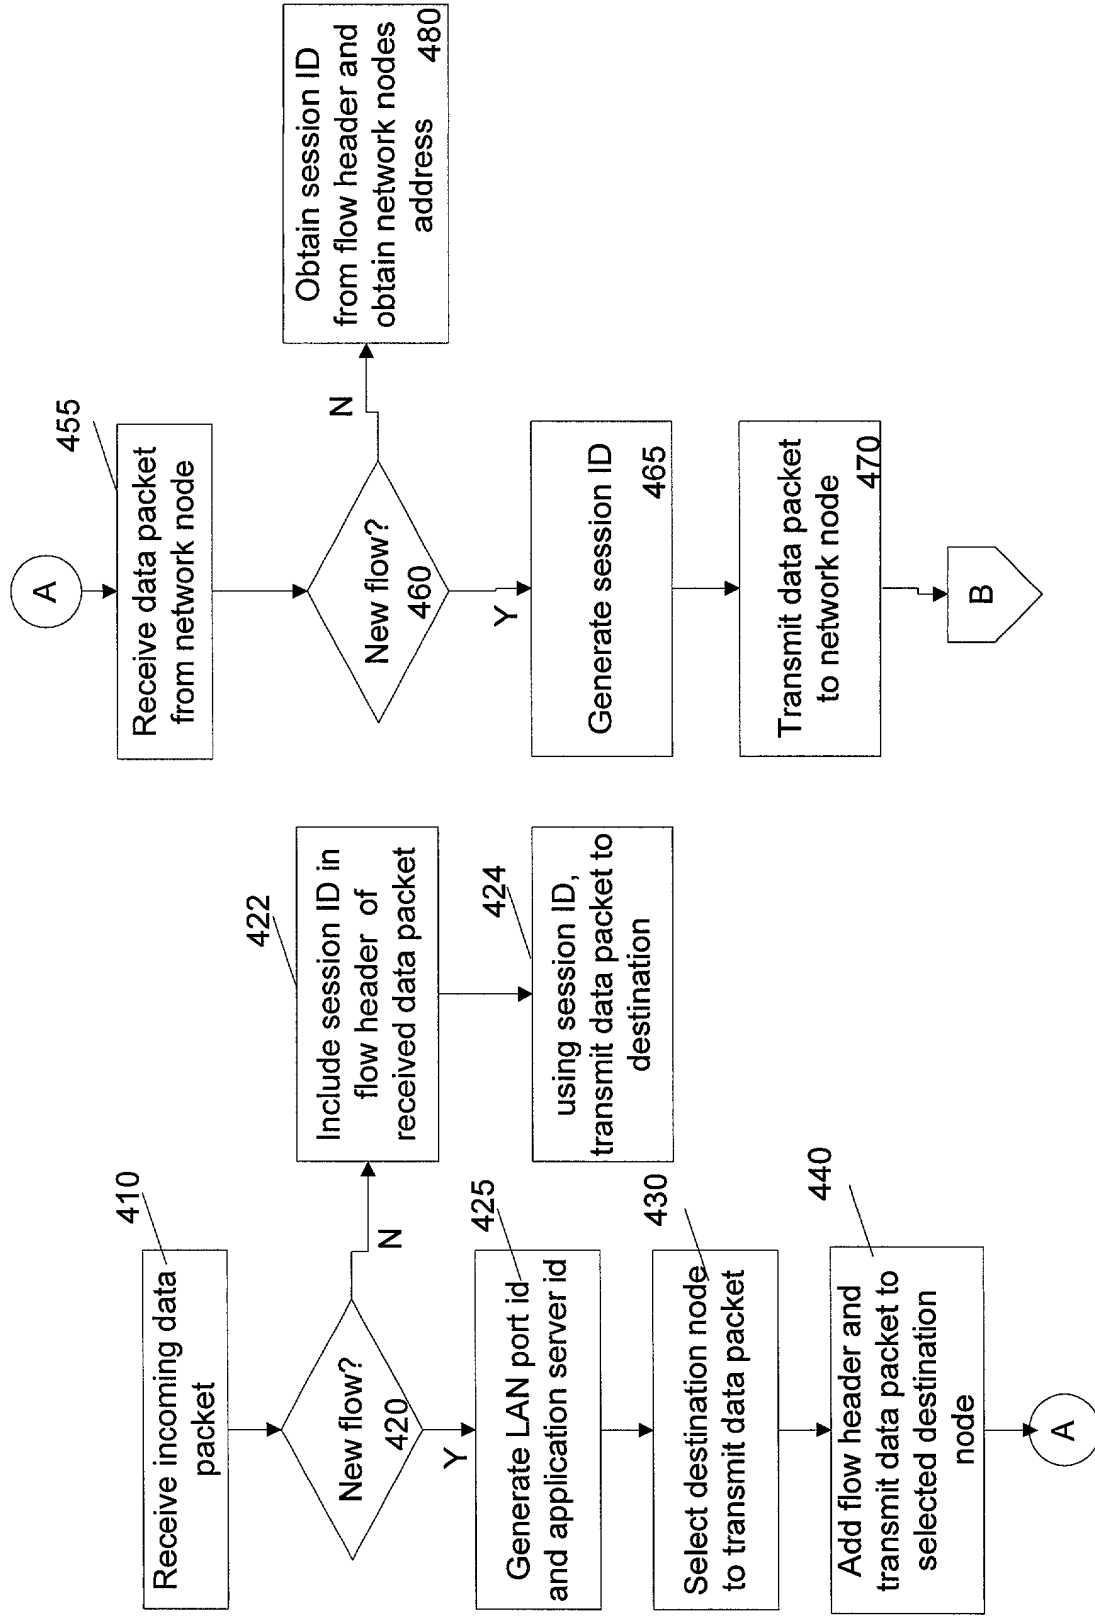 410
Receive incoming data
packet
New flow?
420
N
Y
422
Include session ID in
flow header of
received data packet
424
using session ID,
transmit data packet to
destination
425
Generate LAN port id
and application server id
430
Select destination node
to transmit data packet
440
Add flow header and
transmit data packet to
selected destination
node
A
A
455
Receive data packet
from network node
New flow?
460
N
Y
Obtain session ID
from flow header and
obtain network nodes
address
480
Generate session ID
465
Transmit data packet
to network node
470
B